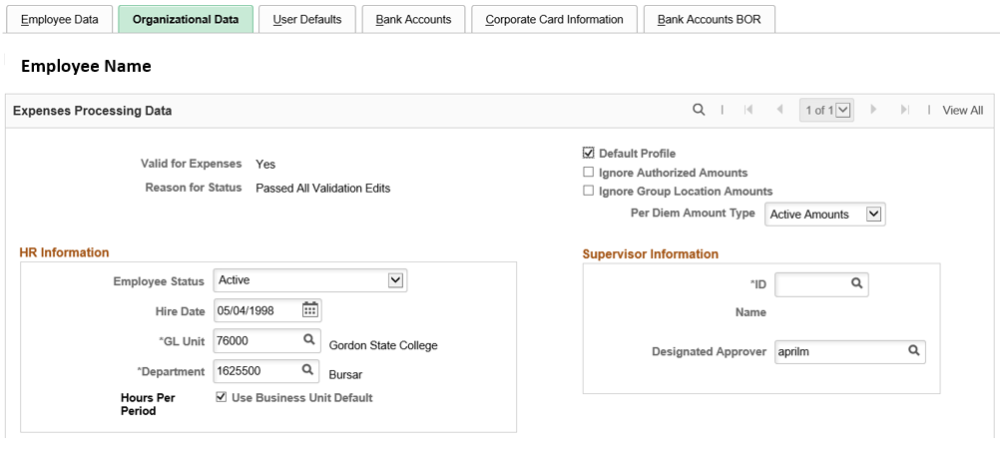 Employee Data Organizational Data User Defaults Bank Accounts Corporate Card Information Bank Accounts BOR
Employee Name
Expenses Processing Data 1 of 1 View All
Valid for Expenses Yes
Reason for Status Passed All Validation Edits
Default Profile
Ignore Authorized Amounts
Ignore Group Location Amounts
Per Diem Amount Type Active Amounts
HR Information
Employee Status Active
Hire Date 05/04/1998
*GL Unit 76000 Gordon State College
*Department 1625500 Bursar
Hours Per
Period
Use Business Unit Default
Supervisor Information
*ID
Name
Designated Approver aprilm